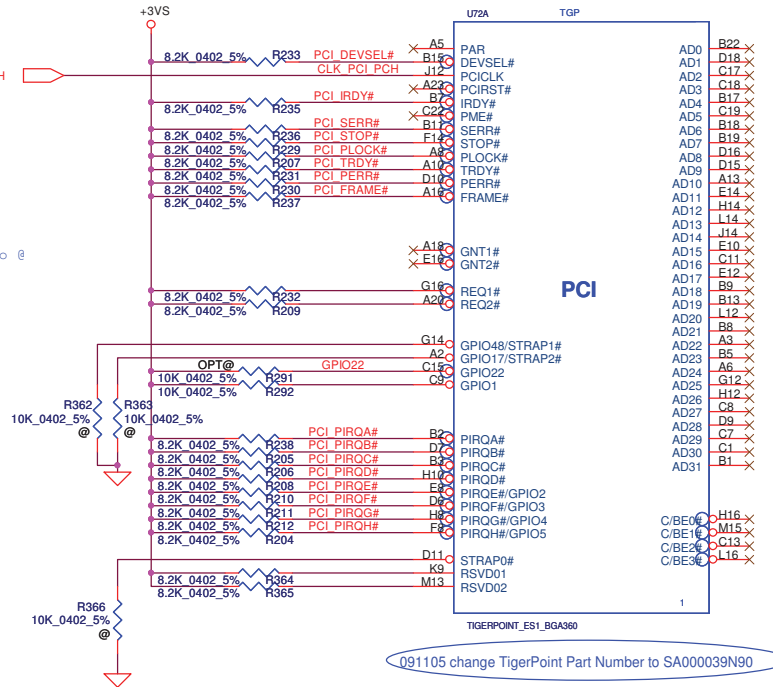 +3VS
U72A TGP
8.2K_0402_5% R233 PCI_DEVSEL#
H CLK_PCI_PCH
PCI_IRDY#
8.2K_0402_5% R235
PCI_SERR#
8.2K_0402_5% R236 PCI_STOP#
8.2K_0402_5% R229 PCI_PLOCK#
8.2K_0402_5% R207 PCI_TRDY#
8.2K_0402_5% R231 PCI_PERR#
8.2K_0402_5% R230 PCI_FRAME#
8.2K_0402_5% R237
o @
8.2K_0402_5% R232
8.2K_0402_5% R209
OPT@ GPIO22
10K_0402_5% R291
10K_0402_5% R292
R362 R363
10K_0402_5% 10K_0402_5%
@ @
PCI_PIRQA#
8.2K_0402_5% R238 PCI_PIRQB#
8.2K_0402_5% R205 PCI_PIRQC#
8.2K_0402_5% R206 PCI_PIRQD#
8.2K_0402_5% R208 PCI_PIRQE#
8.2K_0402_5% R210 PCI_PIRQF#
8.2K_0402_5% R211 PCI_PIRQG#
8.2K_0402_5% R212 PCI_PIRQH#
8.2K_0402_5% R204
8.2K_0402_5% R364
8.2K_0402_5% R365
R366
10K_0402_5%
@
A5 PAR
B15 DEVSEL#
J12 PCICLK
A23 PCIRST#
B7 IRDY#
C22 PME#
B11 SERR#
F14 STOP#
A8 PLOCK#
A10 TRDY#
D10 PERR#
A16 FRAME#
A18 GNT1#
E16 GNT2#
G16 REQ1#
A20 REQ2#
G14 GPIO48/STRAP1#
A2 GPIO17/STRAP2#
C15 GPIO22
C9 GPIO1
B2 PIRQA#
D7 PIRQB#
B3 PIRQC#
H10 PIRQD#
E8 PIRQE#/GPIO2
D6 PIRQF#/GPIO3
H8 PIRQG#/GPIO4
F8 PIRQH#/GPIO5
D11 STRAP0#
K9 RSVD01
M13 RSVD02
PCI
AD0 B22
AD1 D18
AD2 C17
AD3 C18
AD4 B17
AD5 C19
AD6 B18
AD7 B19
AD8 D16
AD9 D15
AD10 A13
AD11 E14
AD12 H14
AD13 L14
AD14 J14
AD15 E10
AD16 C11
AD17 E12
AD18 B9
AD19 B13
AD20 L12
AD21 B8
AD22 A3
AD23 B5
AD24 A6
AD25 G12
AD26 H12
AD27 C8
AD28 D9
AD29 C7
AD30 C1
AD31 B1
C/BE0# H16
C/BE1# M15
C/BE2# C13
C/BE3# L16
1
TIGERPOINT_ES1_BGA360
091105 change TigerPoint Part Number to SA000039N90